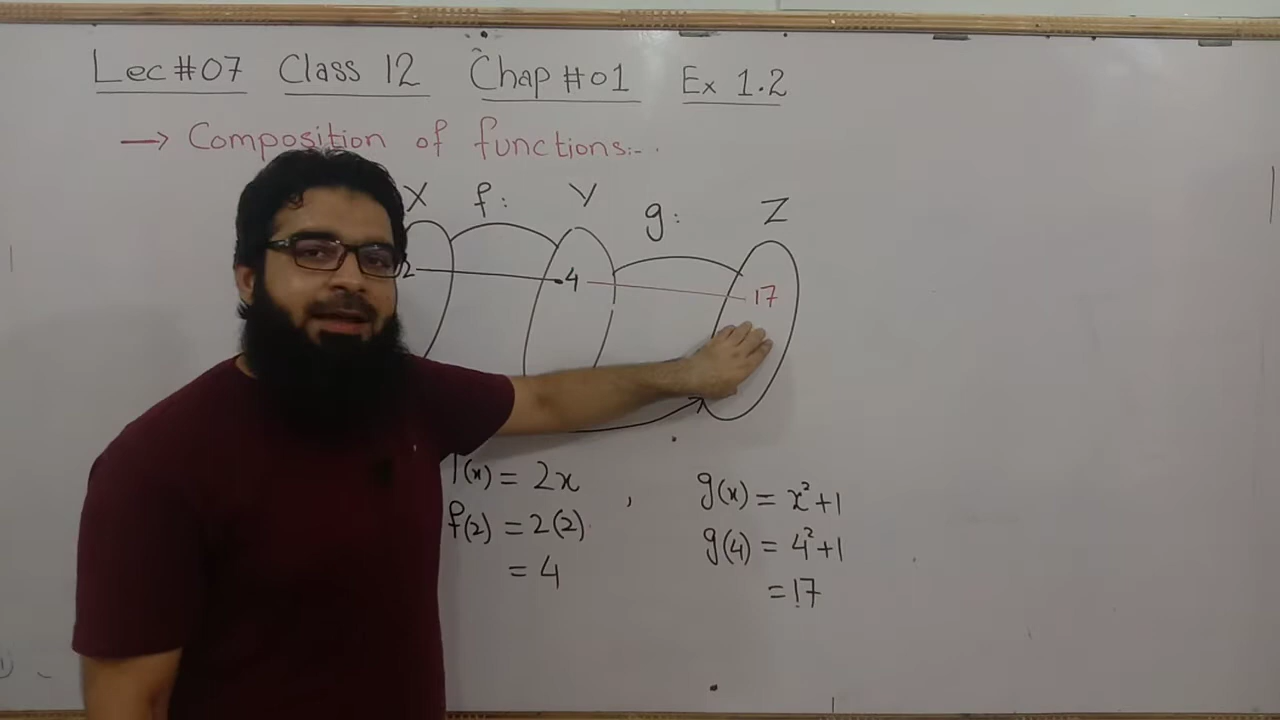 Lec #07 Class 12 Chap #01 Ex 1.2
→ Composition of functions:-
X f: Y g: Z
2 4 17
f(x) = 2x , g(x) = x²+1
f(2) = 2(2) g(4) = 4²+1
= 4 = 17